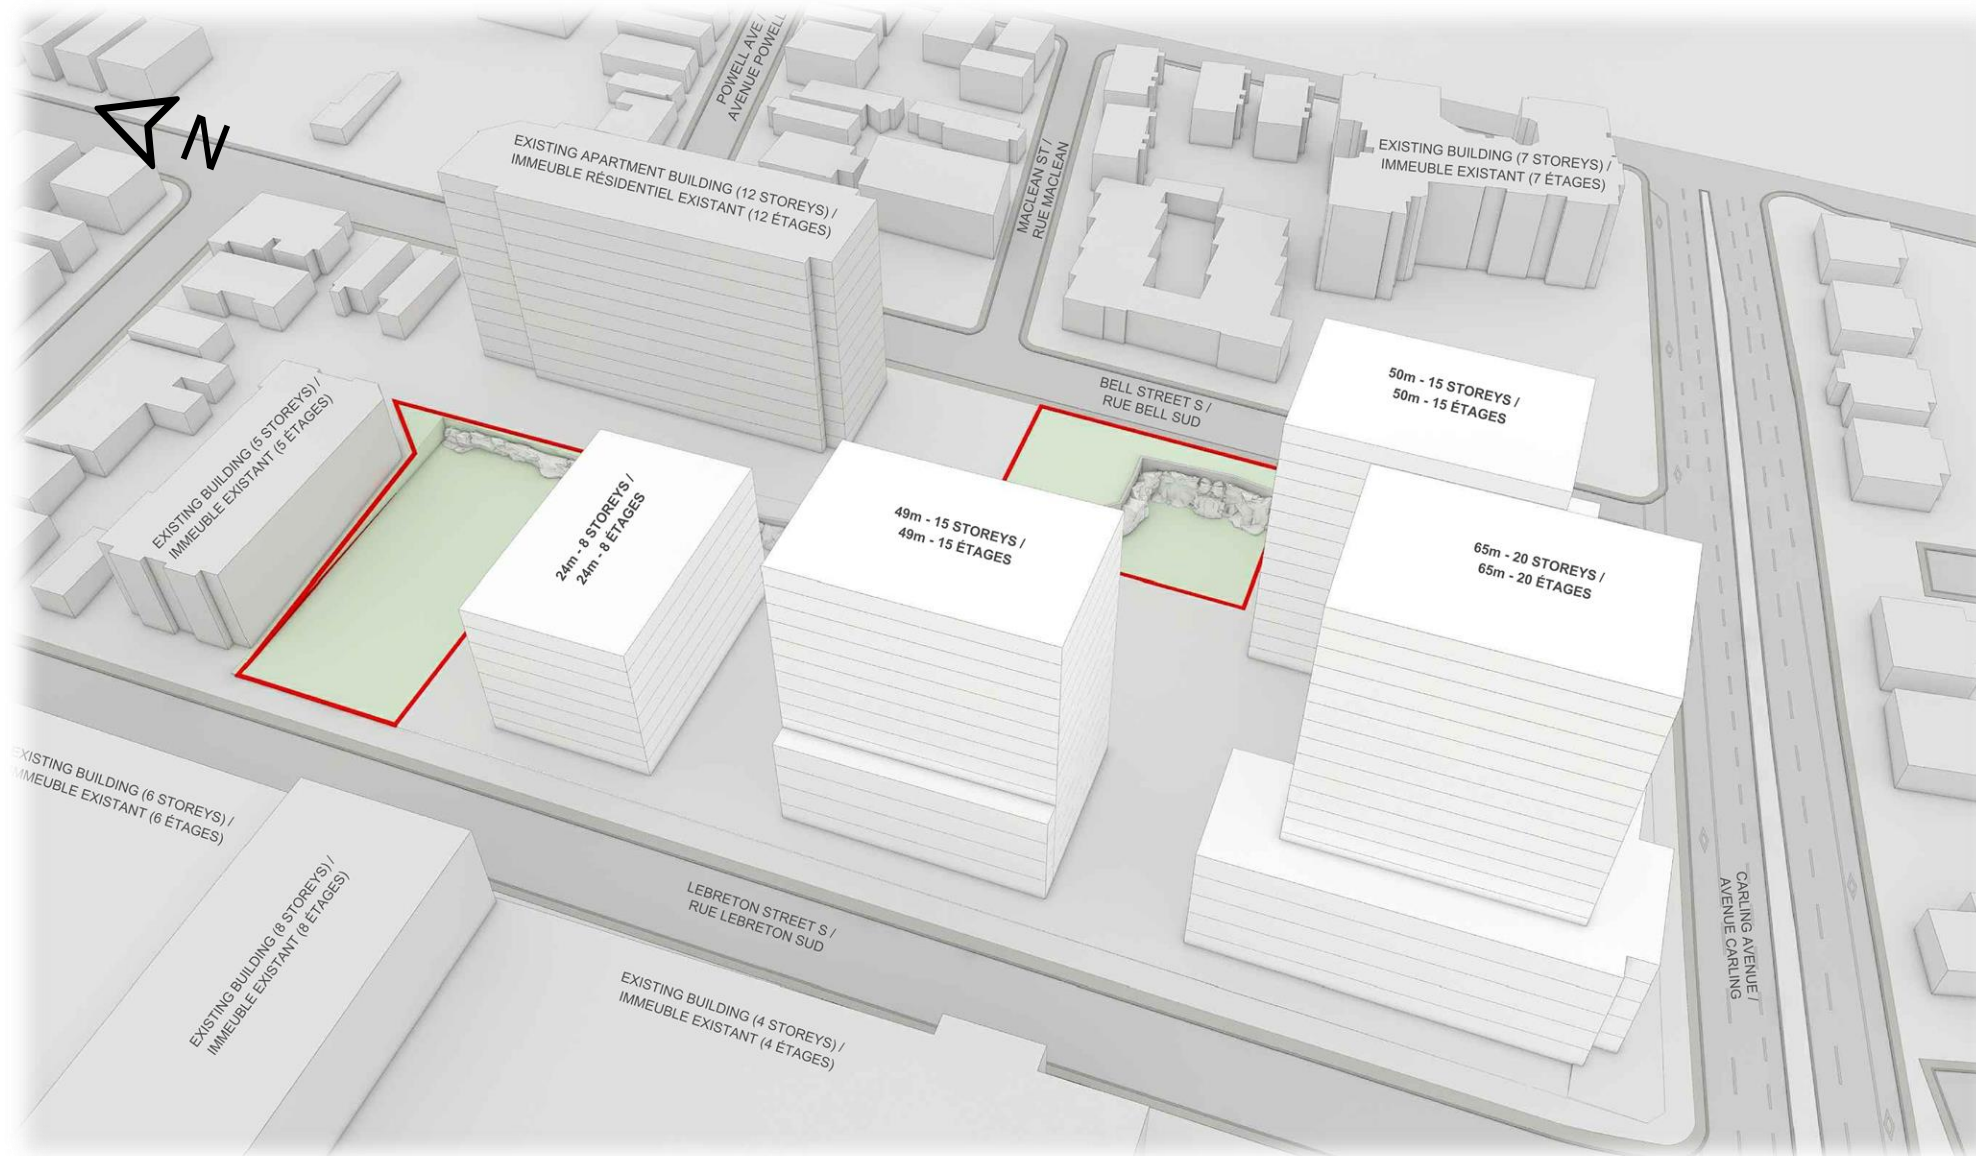 POWELL AVE /
AVENUE POWELL
N
EXISTING APARTMENT BUILDING (12 STOREYS) /
IMMEUBLE RÉSIDENTIEL EXISTANT (12 ÉTAGES)
MACLEAN ST /
RUE MACLEAN
EXISTING BUILDING (7 STOREYS) /
IMMEUBLE EXISTANT (7 ÉTAGES)
EXISTING BUILDING (5 STOREYS) /
IMMEUBLE EXISTANT (5 ÉTAGES)
BELL STREET S /
RUE BELL SUD
50m - 15 STOREYS /
50m - 15 ÉTAGES
24m - 8 STOREYS /
24m - 8 ÉTAGES
49m - 15 STOREYS /
49m - 15 ÉTAGES
65m - 20 STOREYS /
65m - 20 ÉTAGES
EXISTING BUILDING (6 STOREYS) /
IMMEUBLE EXISTANT (6 ÉTAGES)
EXISTING BUILDING (8 STOREYS) /
IMMEUBLE EXISTANT (8 ÉTAGES)
LEBRETON STREET S /
RUE LEBRETON SUD
CARLING AVENUE /
AVENUE CARLING
EXISTING BUILDING (4 STOREYS) /
IMMEUBLE EXISTANT (4 ÉTAGES)